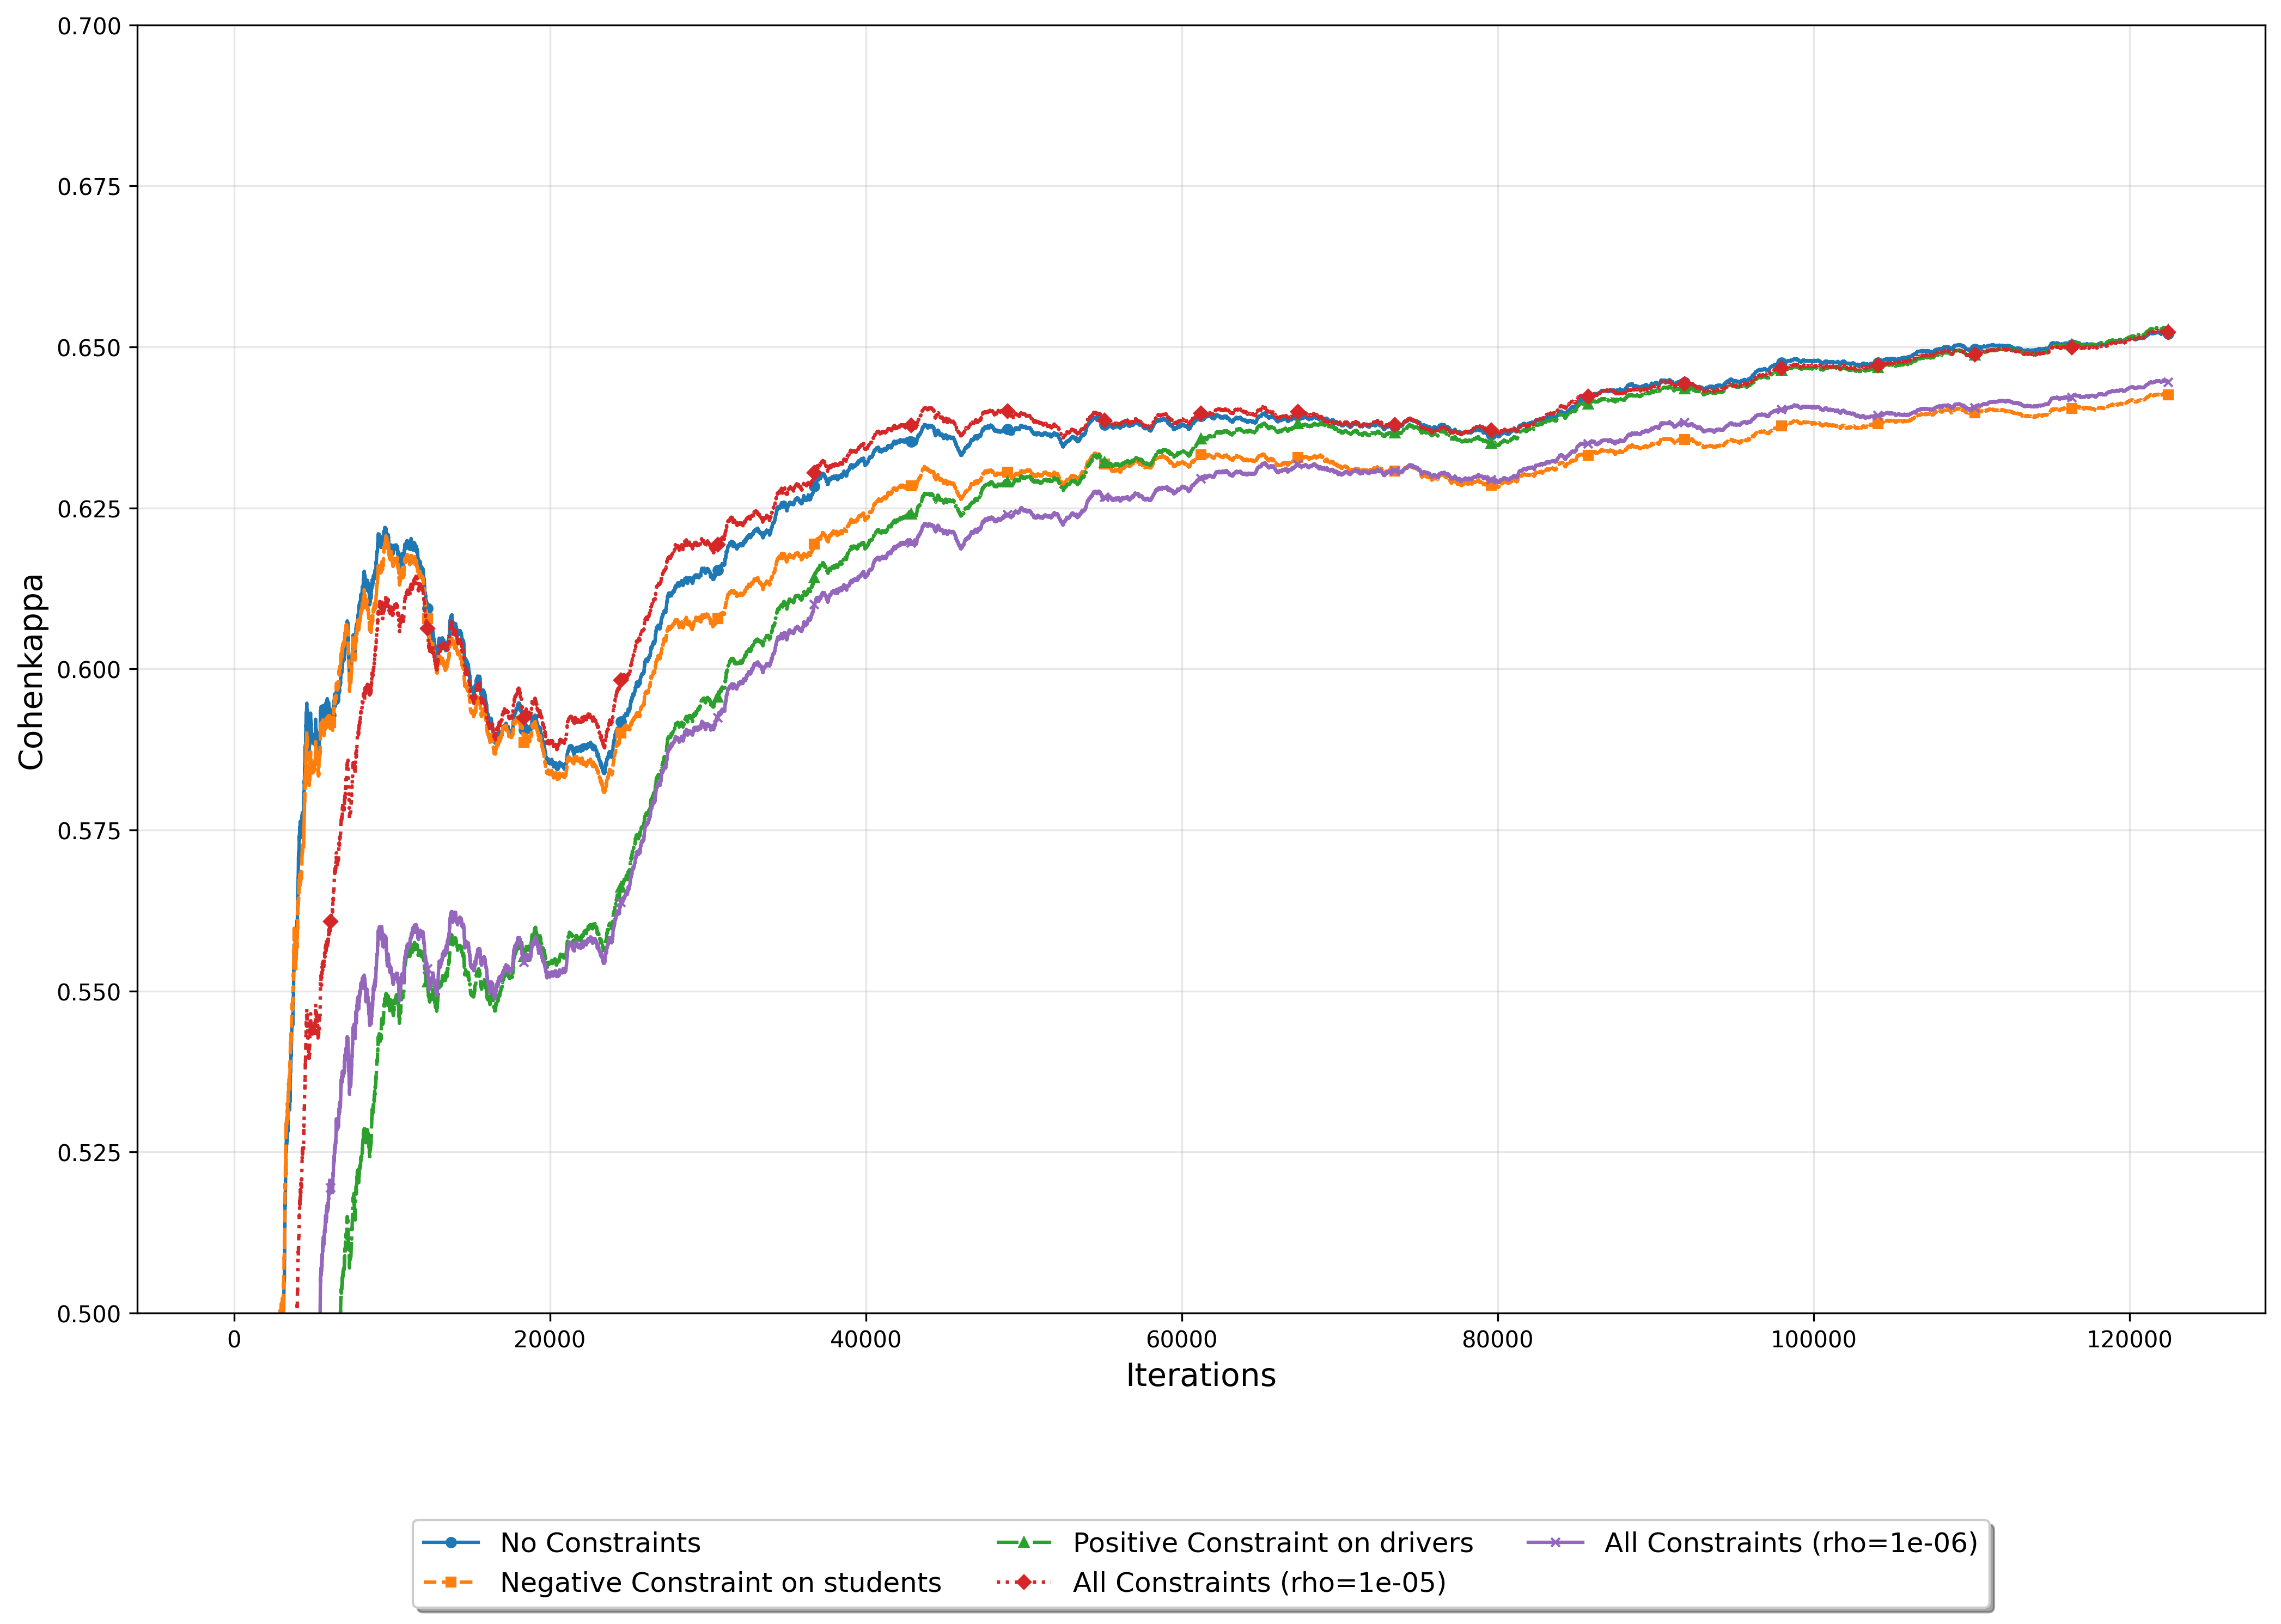 0.700
0.675
0.650
0.625
0.600
0.575
0.550
0.525
0.500
Cohenkappa
0 20000 40000 60000 80000 100000 120000
Iterations
No Constraints
Negative Constraint on students
Positive Constraint on drivers
All Constraints (rho=1e-05)
All Constraints (rho=1e-06)